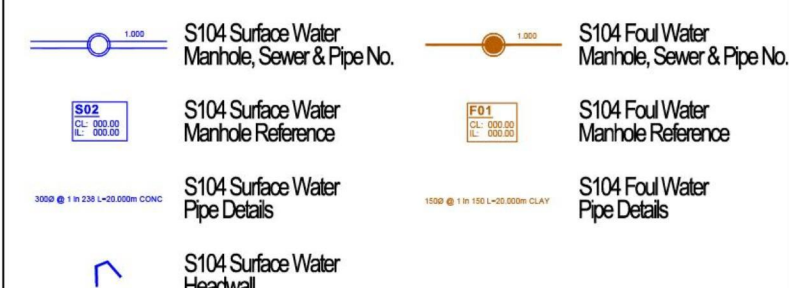 1.000
S104 Surface Water
Manhole, Sewer & Pipe No.
1.000
S104 Foul Water
Manhole, Sewer & Pipe No.
S02
CL: 000.00
IL: 000.00
S104 Surface Water
Manhole Reference
F01
CL: 000.00
IL: 000.00
S104 Foul Water
Manhole Reference
300Ø @ 1 in 238 L=20.000m CONC
S104 Surface Water
Pipe Details
150Ø @ 1 in 150 L=20.000m CLAY
S104 Foul Water
Pipe Details
S104 Surface Water
Headwall